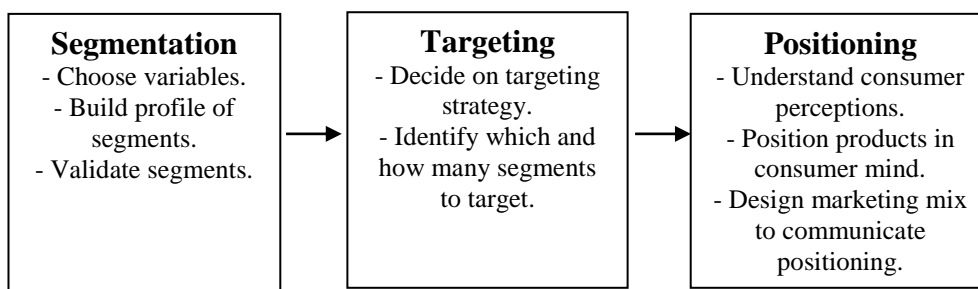 Segmentation
- Choose variables.
- Build profile of
segments.
- Validate segments.
Targeting
- Decide on targeting
strategy.
- Identify which and
how many segments
to target.
Positioning
- Understand consumer
perceptions.
- Position products in
consumer mind.
- Design marketing mix
to communicate
positioning.